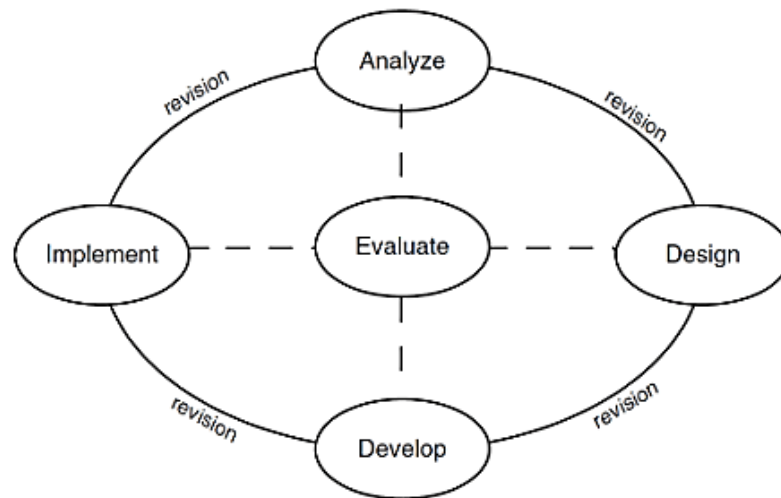 Analyze
revision
revision
Implement
Evaluate
Design
revision
revision
Develop